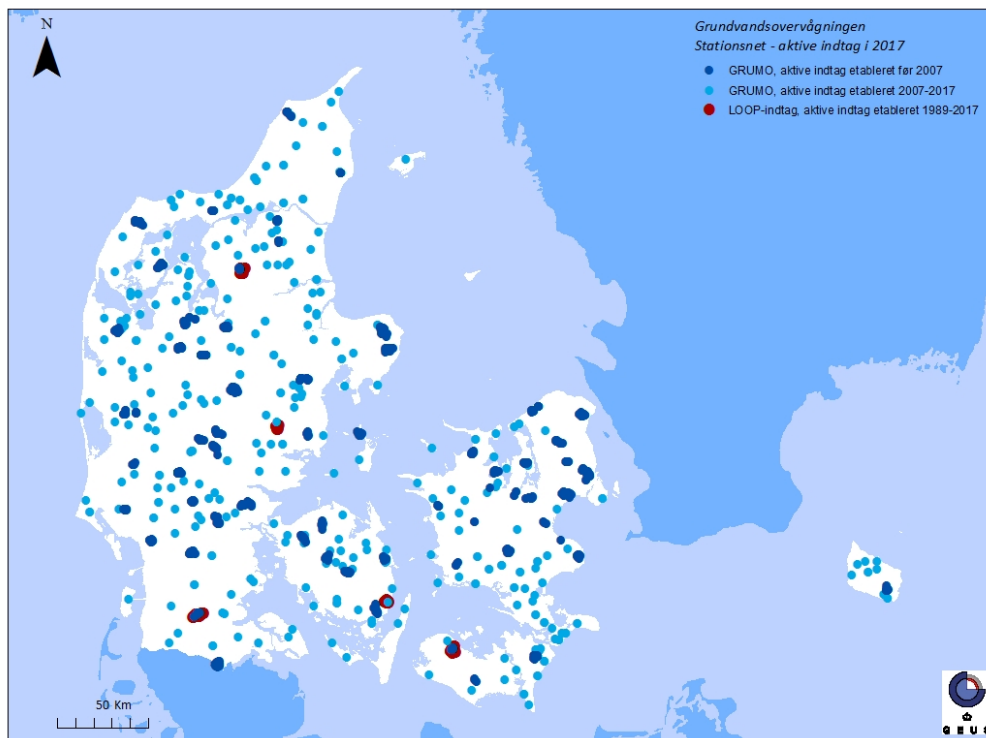 N
Grundvandsovervågningen
Stationsnet - aktive indtag i 2017
GRUMO, aktive indtag etableret før 2007
GRUMO, aktive indtag etableret 2007-2017
LOOP-indtag, aktive indtag etableret 1989-2017
50 Km
G E U S